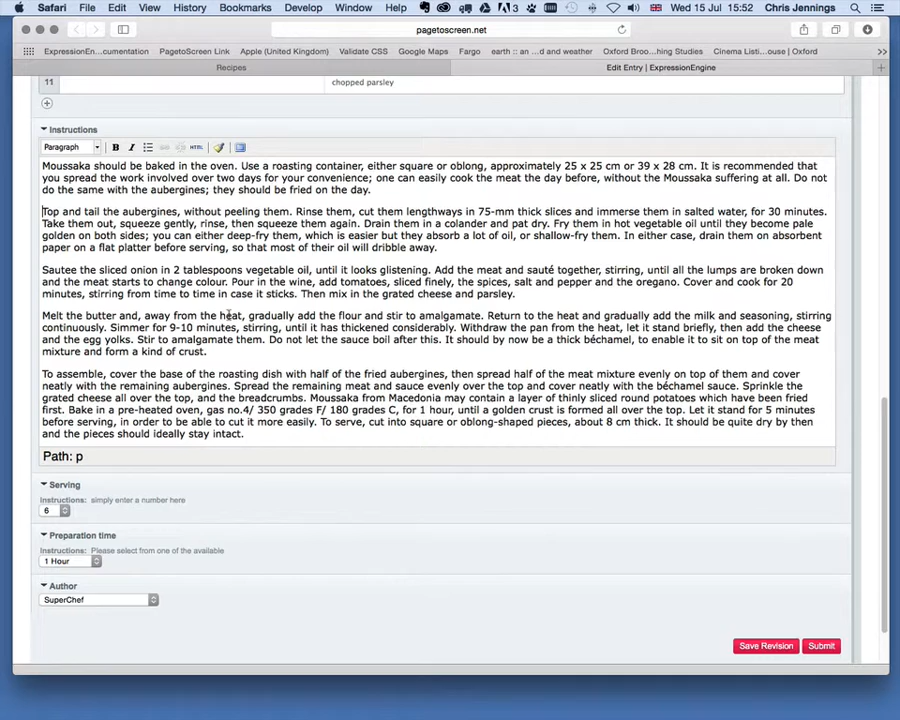 Safari File Edit View History Bookmarks Develop Window Help 3 Wed 15 Jul 15:52 Chris Jennings
pagetoscreen.net
ExpressionEn...cumentation PagetoScreen Link Apple (United Kingdom) Validate CSS Google Maps Fargo earth :: an ...d and weather Oxford Broo...hing Studies Cinema Listi...ouse | Oxford >>
Recipes Edit Entry | ExpressionEngine +
11 chopped parsley
Instructions
Paragraph B I HTML
Moussaka should be baked in the oven. Use a roasting container, either square or oblong, approximately 25 x 25 cm or 39 x 28 cm. It is recommended that
you spread the work involved over two days for your convenience; one can easily cook the meat the day before, without the Moussaka suffering at all. Do not
do the same with the aubergines; they should be fried on the day.
Top and tail the aubergines, without peeling them. Rinse them, cut them lengthways in 75-mm thick slices and immerse them in salted water, for 30 minutes.
Take them out, squeeze gently, rinse, then squeeze them again. Drain them in a colander and pat dry. Fry them in hot vegetable oil until they become pale
golden on both sides; you can either deep-fry them, which is easier but they absorb a lot of oil, or shallow-fry them. In either case, drain them on absorbent
paper on a flat platter before serving, so that most of their oil will dribble away.
Sautee the sliced onion in 2 tablespoons vegetable oil, until it looks glistening. Add the meat and sauté together, stirring, until all the lumps are broken down
and the meat starts to change colour. Pour in the wine, add tomatoes, sliced finely, the spices, salt and pepper and the oregano. Cover and cook for 20
minutes, stirring from time to time in case it sticks. Then mix in the grated cheese and parsley.
Melt the butter and, away from the heat, gradually add the flour and stir to amalgamate. Return to the heat and gradually add the milk and seasoning, stirring
continuously. Simmer for 9-10 minutes, stirring, until it has thickened considerably. Withdraw the pan from the heat, let it stand briefly, then add the cheese
and the egg yolks. Stir to amalgamate them. Do not let the sauce boil after this. It should by now be a thick béchamel, to enable it to sit on top of the meat
mixture and form a kind of crust.
To assemble, cover the base of the roasting dish with half of the fried aubergines, then spread half of the meat mixture evenly on top of them and cover
neatly with the remaining aubergines. Spread the remaining meat and sauce evenly over the top and cover neatly with the béchamel sauce. Sprinkle the
grated cheese all over the top, and the breadcrumbs. Moussaka from Macedonia may contain a layer of thinly sliced round potatoes which have been fried
first. Bake in a pre-heated oven, gas no.4/ 350 grades F/ 180 grades C, for 1 hour, until a golden crust is formed all over the top. Let it stand for 5 minutes
before serving, in order to be able to cut it more easily. To serve, cut into square or oblong-shaped pieces, about 8 cm thick. It should be quite dry by then
and the pieces should ideally stay intact.
Path: p
Serving
Instructions: simply enter a number here
6
Preparation time
Instructions: Please select from one of the available
1 Hour
Author
SuperChef
Save Revision Submit